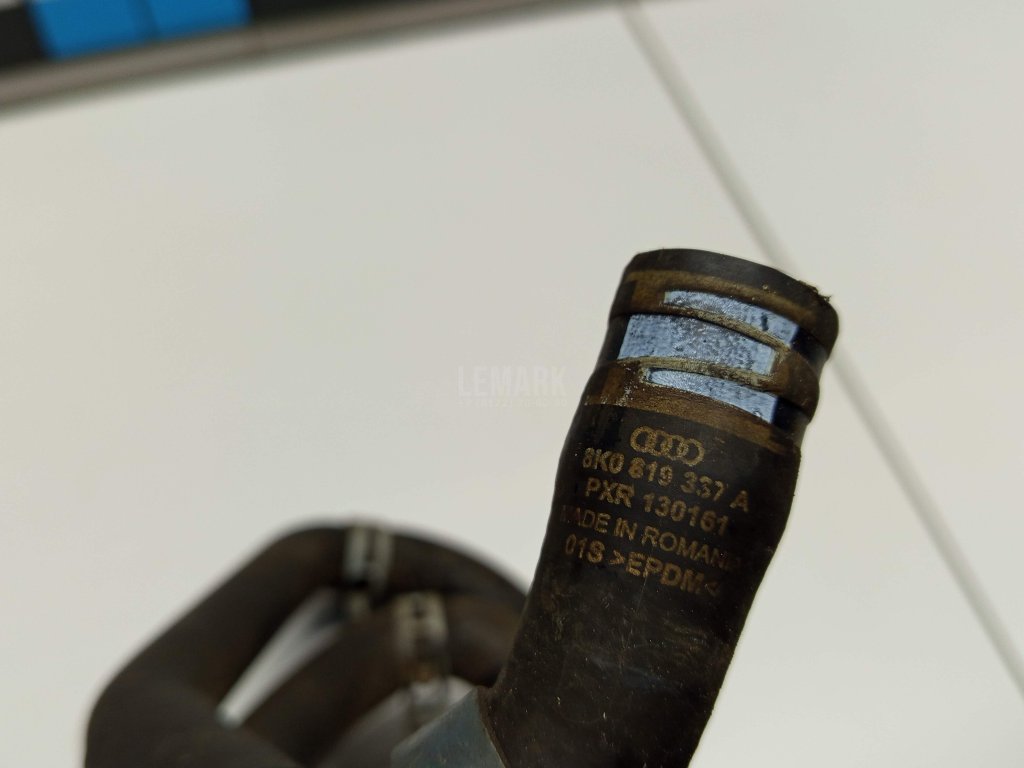 LEMARK
8K0 819 337 A
PXR 130161
MADE IN ROMANIA
01S >EPDM<